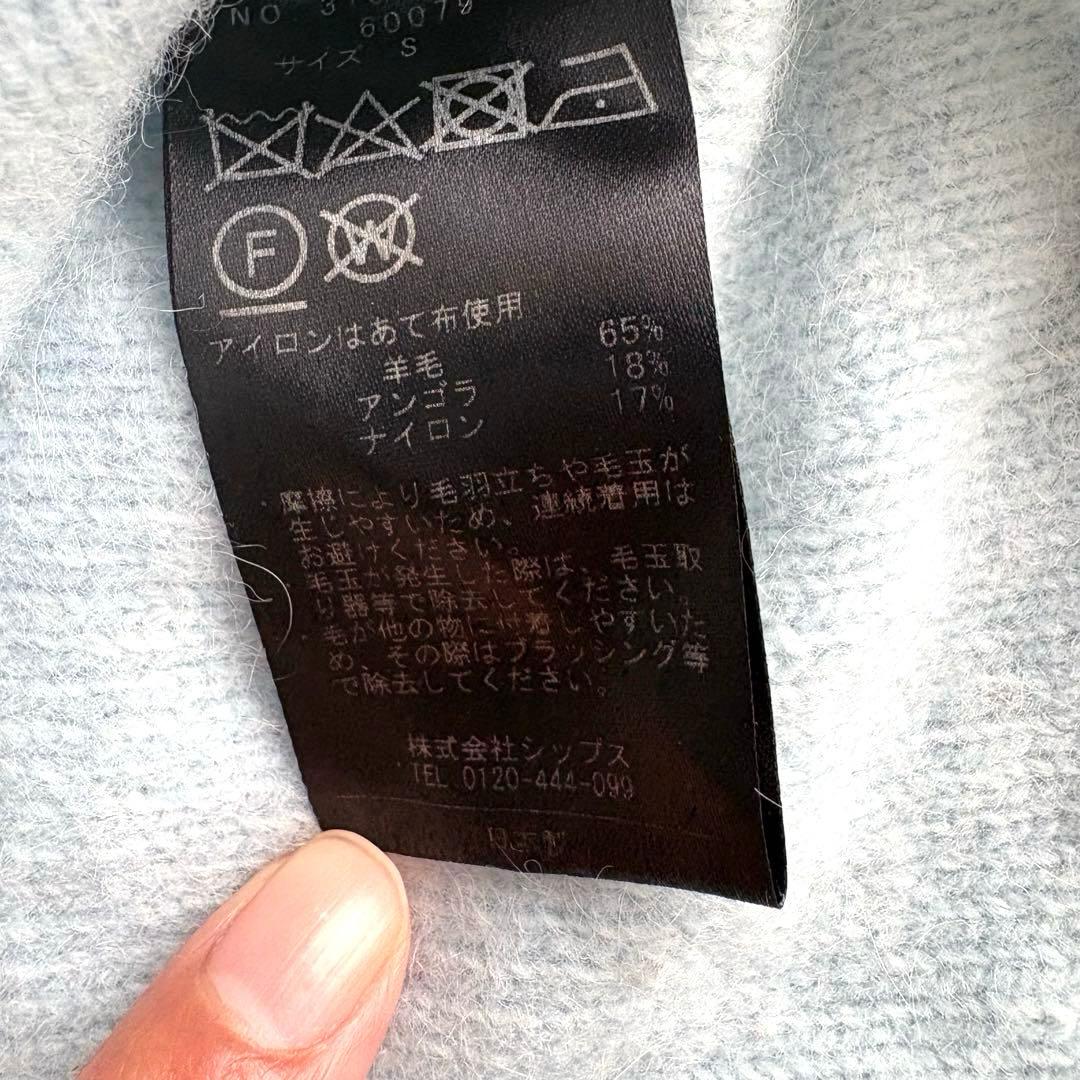 サイズ S
F
W
アイロンはあて布使用
羊毛 65%
アンゴラ 18%
ナイロン 17%
・摩擦により毛羽立ちや毛玉が
生じやすいため、連続着用は
お避けください。
・毛玉が発生した際は、毛玉取
り器等で除去してください。
・毛が他の物に付着しやすいた
め、その際はブラッシング等
で除去してください。
株式会社シップス
TEL 0120-444-099